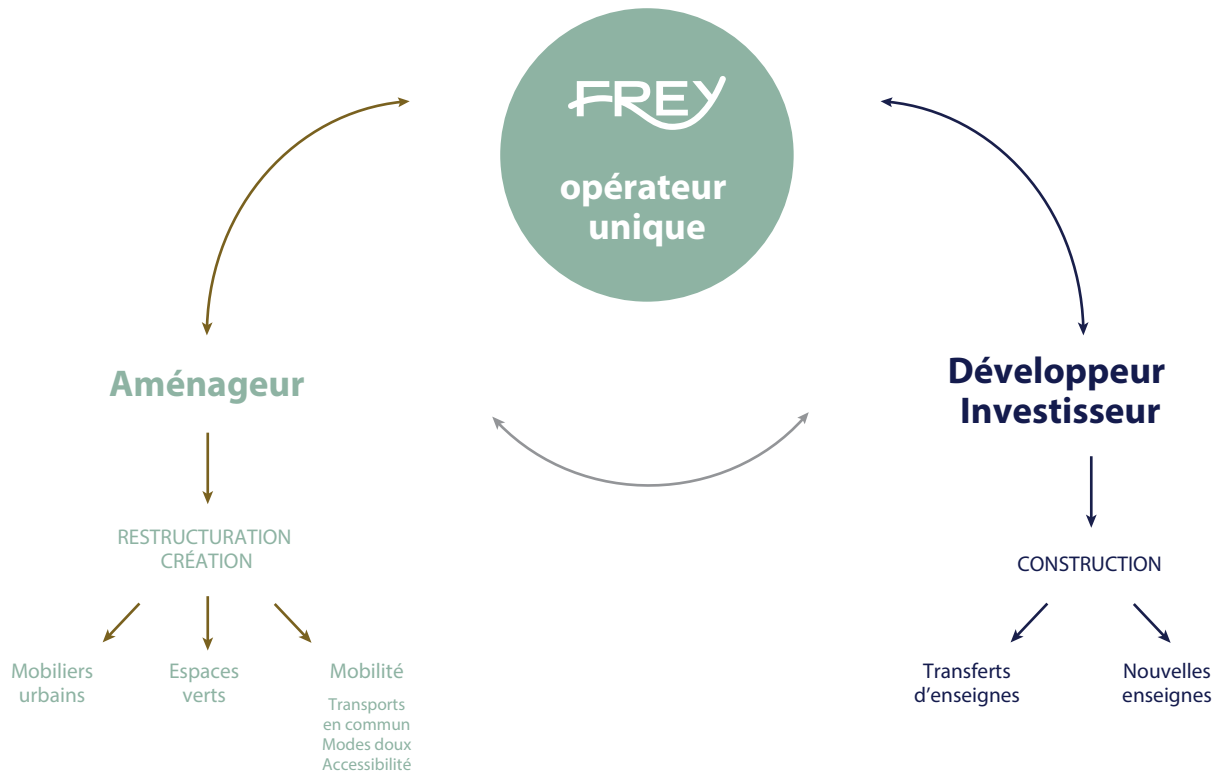 FREY
opérateur
unique
Aménageur
Développeur
Investisseur
RESTRUCTURATION
CRÉATION
CONSTRUCTION
Mobiliers
urbains
Espaces
verts
Mobilité
Transports
en commun
Modes doux
Accessibilité
Transferts
d'enseignes
Nouvelles
enseignes